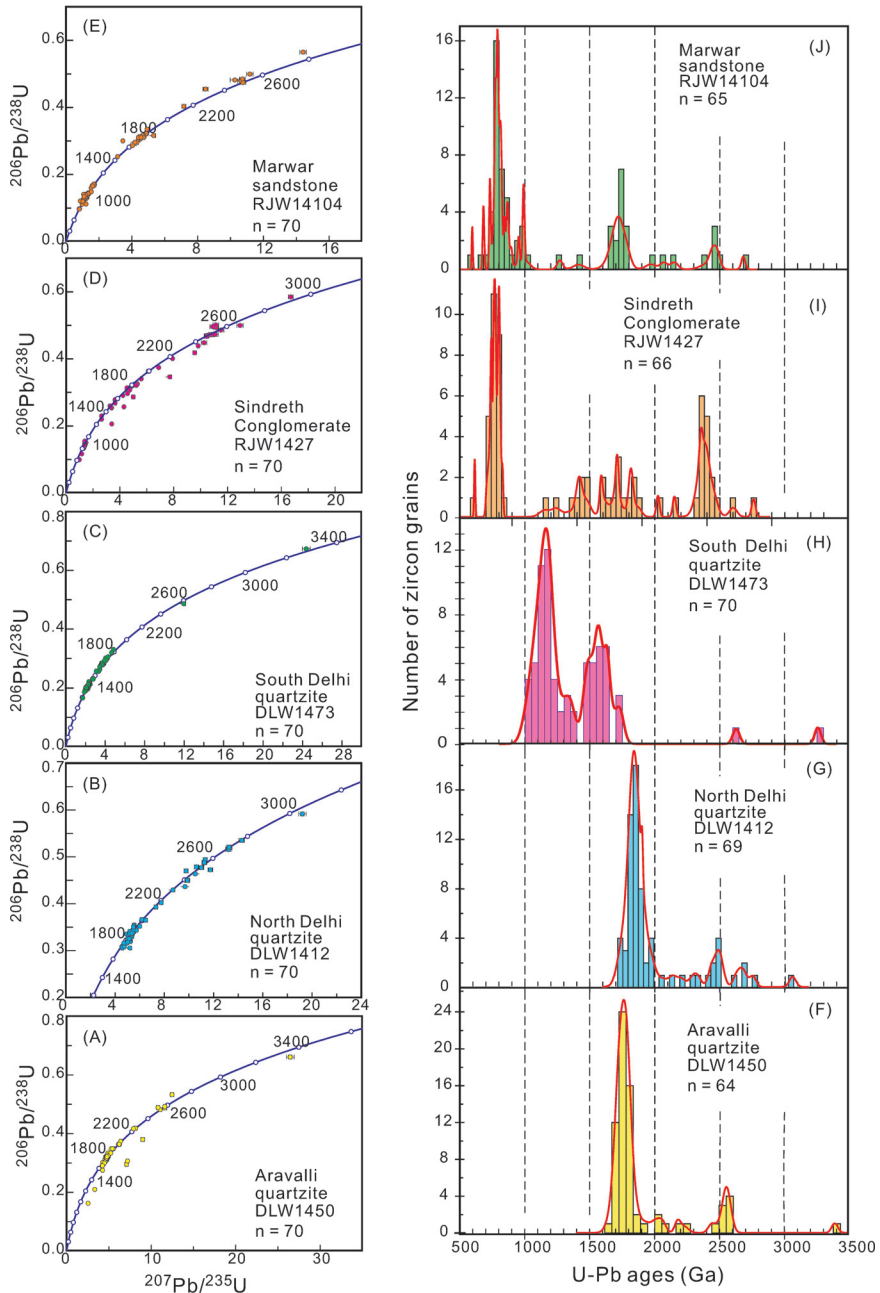 (E)
0.6
0.4
0.2
0.0
206Pb/238U
1000
1400
1800
2200
2600
Marwar
sandstone
RJW14104
n = 70
0 4 8 12 16
(D)
0.6
0.4
0.2
0.0
206Pb/238U
1000
1400
1800
2200
2600
3000
Sindreth
Conglomerate
RJW1427
n = 70
0 4 8 12 16 20
(C)
0.8
0.6
0.4
0.2
0.0
206Pb/238U
1400
1800
2200
2600
3000
3400
South Delhi
quartzite
DLW1473
n = 70
0 4 8 12 16 20 24 28
(B)
0.7
0.6
0.5
0.4
0.3
0.2
206Pb/238U
1400
1800
2200
2600
3000
North Delhi
quartzite
DLW1412
n = 70
0 4 8 12 16 20 24
(A)
0.8
0.6
0.4
0.2
0.0
206Pb/238U
1400
1800
2200
2600
3000
3400
Aravalli
quartzite
DLW1450
n = 70
0 10 20 30
207Pb/235U
Number of zircon grains
(J)
16
12
8
4
0
Marwar
sandstone
RJW14104
n = 65
(I)
10
8
6
4
2
0
Sindreth
Conglomerate
RJW1427
n = 66
(H)
12
9
6
3
0
South Delhi
quartzite
DLW1473
n = 70
(G)
16
12
8
4
0
North Delhi
quartzite
DLW1412
n = 69
(F)
24
20
16
12
8
4
0
Aravalli
quartzite
DLW1450
n = 64
500 1000 1500 2000 2500 3000 3500
U-Pb ages (Ga)